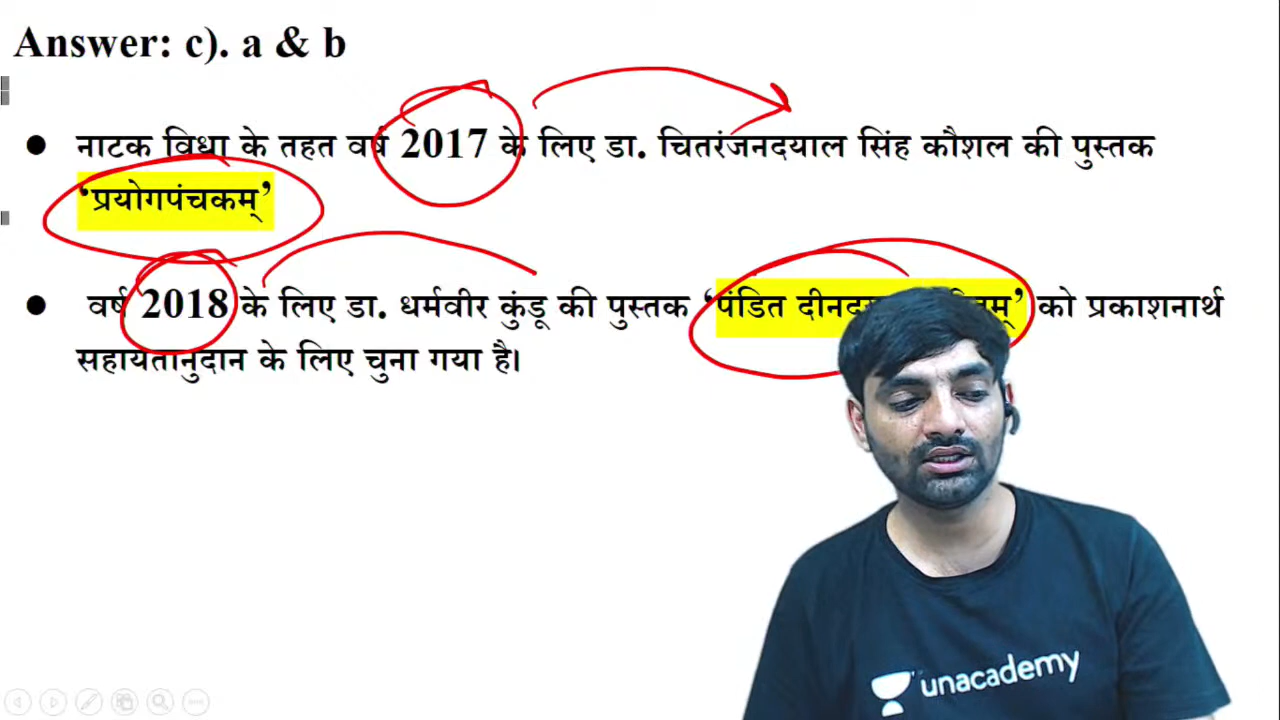 Answer: c). a & b
● नाटक विधा के तहत वर्ष 2017 के लिए डा. चितरंजनदयाल सिंह कौशल की पुस्तक
‘प्रयोगपंचकम्’
● वर्ष 2018 के लिए डा. धर्मवीर कुंडू की पुस्तक ‘पंडित को प्रकाशनार्थ
सहायतानुदान के लिए चुना गया है।
unacademy